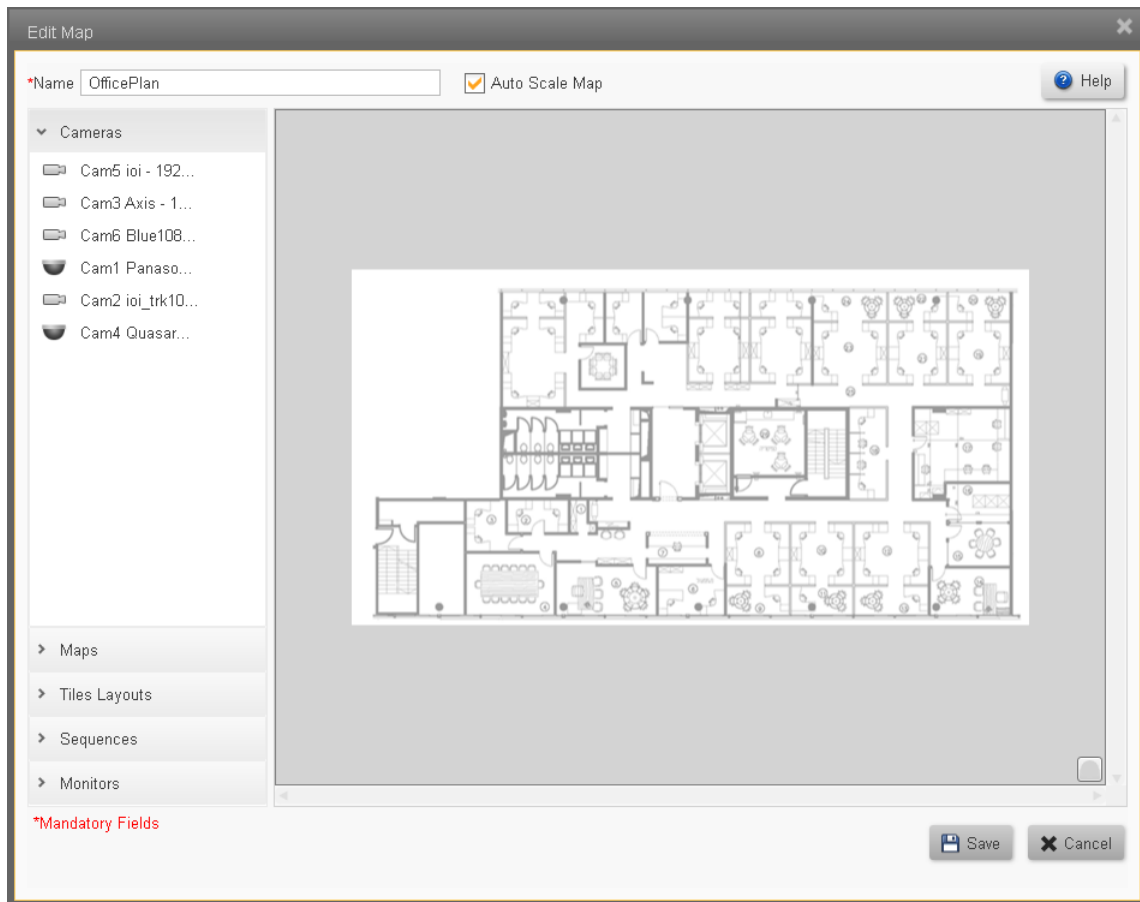 Edit Map
*Name OfficePlan Auto Scale Map Help
Cameras
Cam5 ioi - 192...
Cam3 Axis - 1...
Cam6 Blue108...
Cam1 Panaso...
Cam2 ioi_trk10...
Cam4 Quasar...
Maps
Tiles Layouts
Sequences
Monitors
*Mandatory Fields
Save Cancel